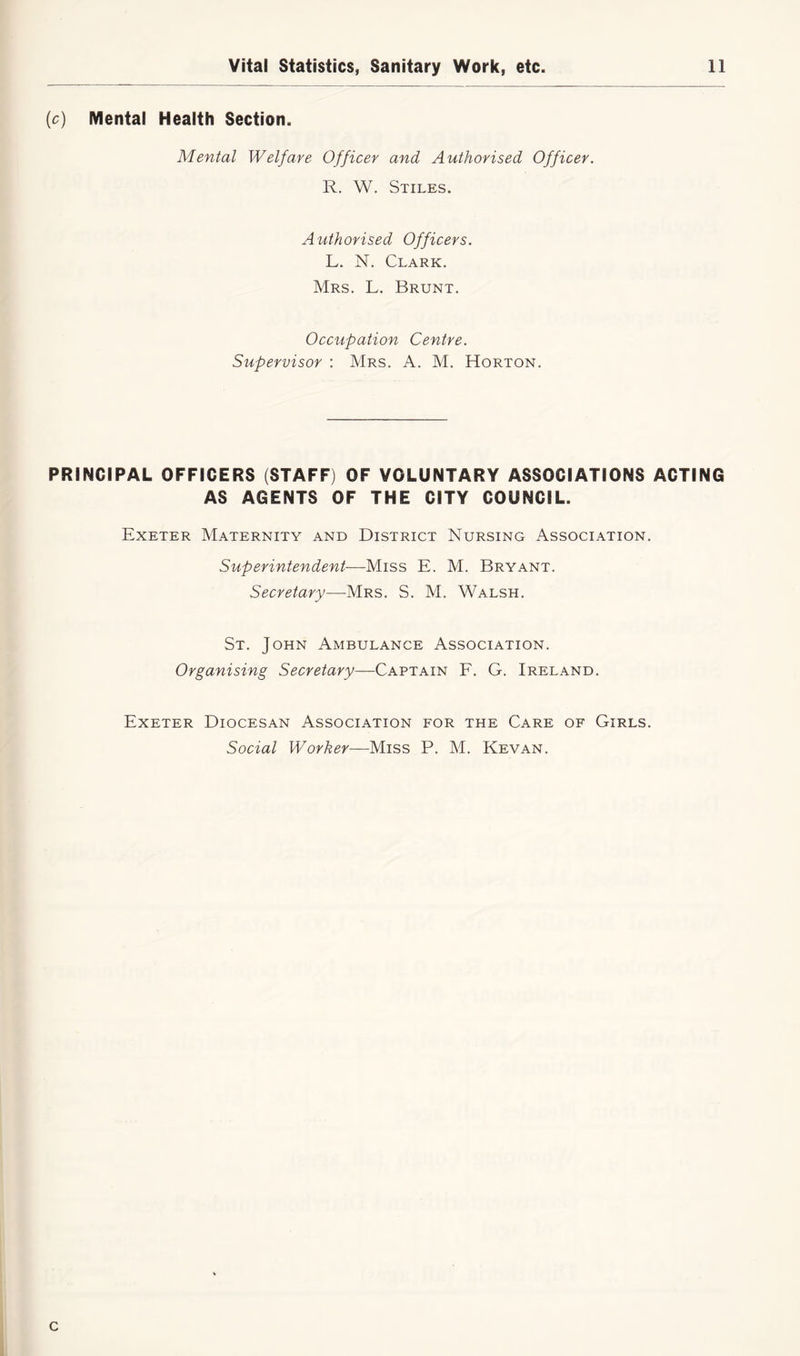 Vital Statistics, Sanitary Work, etc. 11
(c) Mental Health Section.
Mental Welfare Officer and Authorised Officer.
R. W. Stiles.
Authorised Officers.
L. N. Clark.
Mrs. L. Brunt.
Occupation Centre.
Supervisor : Mrs. A. M. Horton.
PRINCIPAL OFFICERS (STAFF) OF VOLUNTARY ASSOCIATIONS ACTING
AS AGENTS OF THE CITY COUNCIL.
Exeter Maternity and District Nursing Association.
Superintendent—Miss E. M. Bryant.
Secretary—Mrs. S. M. Walsh.
St. John Ambulance Association.
Organising Secretary—Captain F. G. Ireland.
Exeter Diocesan Association for the Care of Girls.
Social Worker—Miss P. M. Kevan.
C